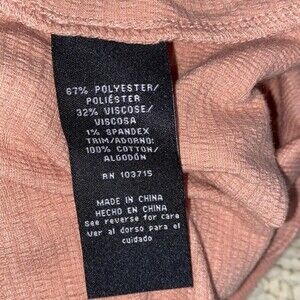 67% POLYESTER/
POLIÉSTER
32% VISCOSE/
VISCOSA
1% SPANDEX
TRIM/ADORNO:
100% COTTON/
ALGODÓN
RN 103715
MADE IN CHINA
HECHO EN CHINA
See reverse for care
Ver al dorso para el
cuidado